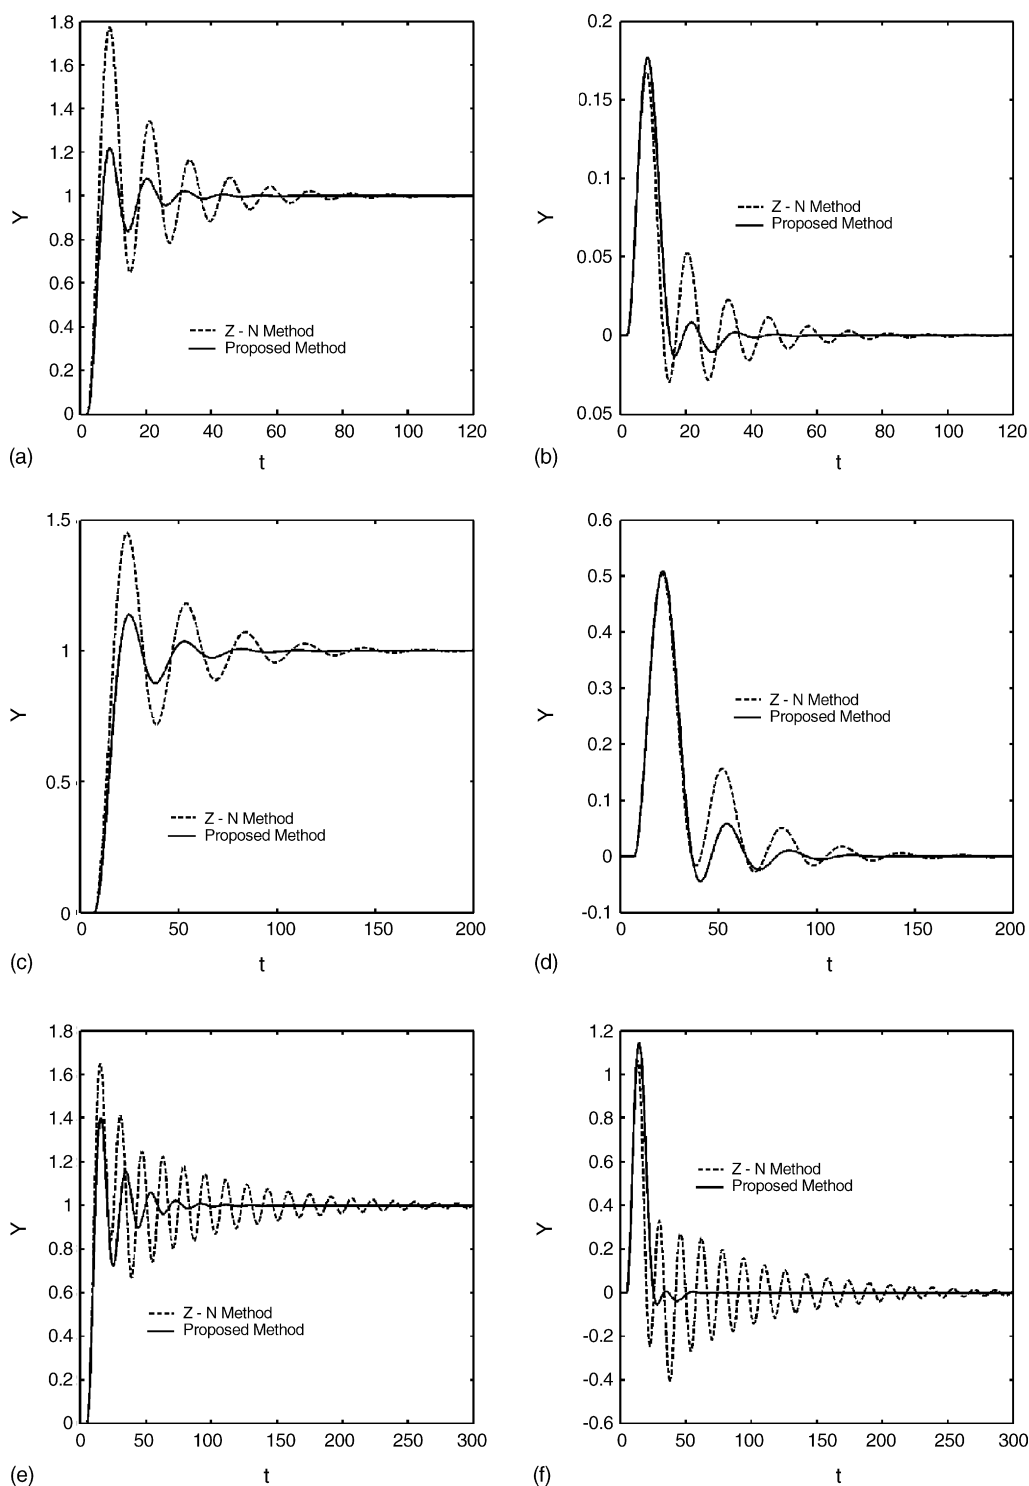 1.8
1.6
1.4
1.2
1
0.8
0.6
0.4
0.2
0
Y
Z - N Method
Proposed Method
0 20 40 60 80 100 120
(a)
t
0.2
0.15
0.1
0.05
0
0.05
Y
Z - N Method
Proposed Method
0 20 40 60 80 100 120
(b)
t
1.5
1
0.5
0
Y
Z - N Method
Proposed Method
0 50 100 150 200
(c)
t
0.6
0.5
0.4
0.3
0.2
0.1
0
-0.1
Y
Z - N Method
Proposed Method
0 50 100 150 200
(d)
t
1.8
1.6
1.4
1.2
1
0.8
0.6
0.4
0.2
0
Y
Z - N Method
Proposed Method
0 50 100 150 200 250 300
(e)
t
1.2
1
0.8
0.6
0.4
0.2
0
-0.2
-0.4
-0.6
Y
Z - N Method
Proposed Method
0 50 100 150 200 250 300
(f)
t